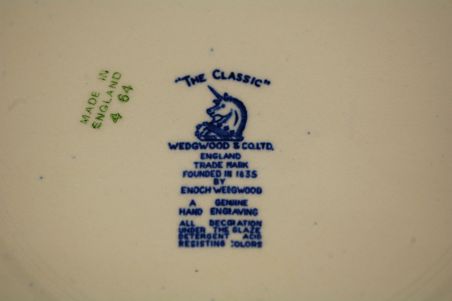 MADE IN
ENGLAND
4 64
"THE CLASSIC"
WEDGWOOD & CO. LTD.
ENGLAND
TRADE MARK
FOUNDED IN 1835
BY
ENOCH WEDGWOOD
A GENUINE
HAND ENGRAVING
ALL DECORATION
UNDER THE GLAZE
DETERGENT ACID
RESISTING COLORS